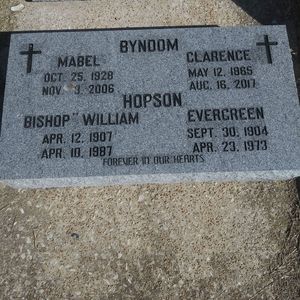 BYNDOM
MABEL CLARENCE
OCT. 25, 1928 MAY 12, 1965
NOV 3, 2006 AUG. 16, 2017
HOPSON
BISHOP WILLIAM EVERGREEN
APR. 12, 1907 SEPT. 30, 1904
APR. 10, 1987 APR. 23, 1973
FOREVER IN OUR HEARTS